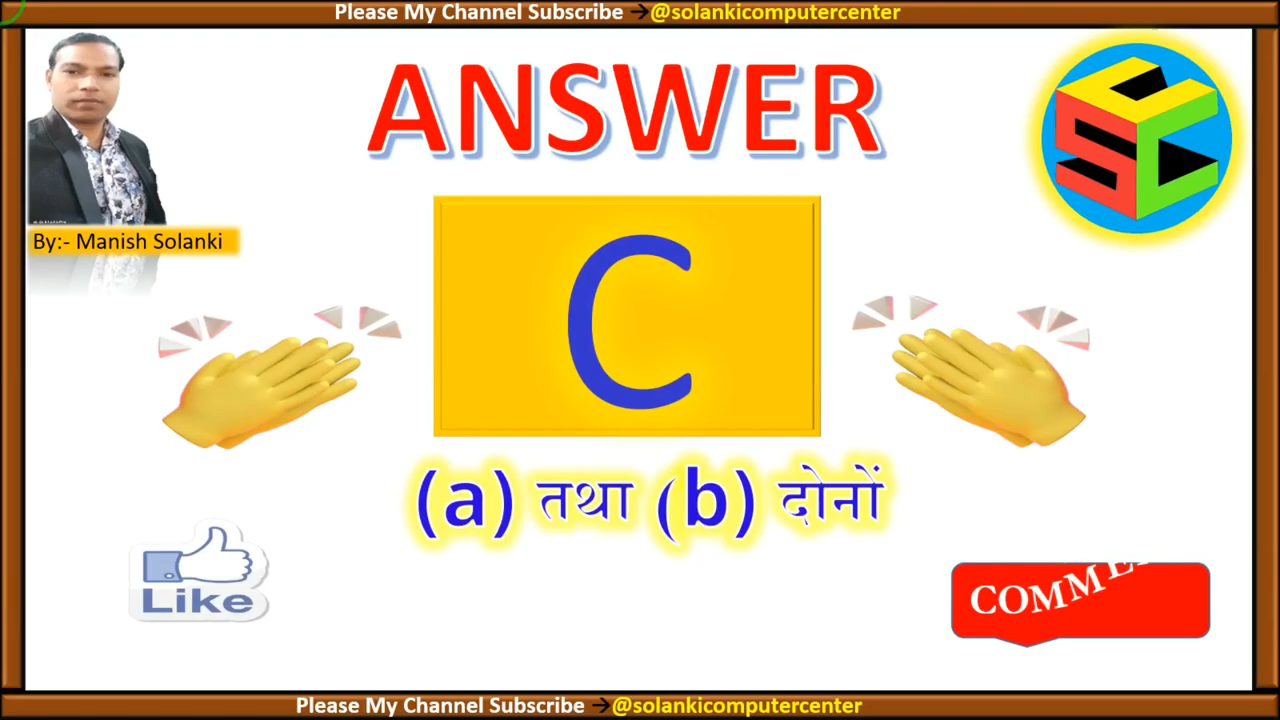 Please My Channel Subscribe →@solankicomputercenter
ANSWER
By:- Manish Solanki
C
(a) तथा (b) दोनों
Like
Please My Channel Subscribe →@solankicomputercenter